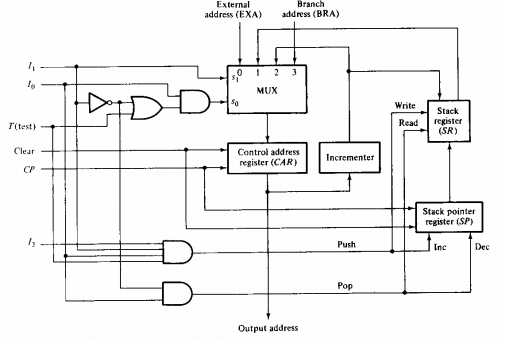 External
address (EXA)
Branch
address (BRA)
I1
I0
T(test)
Clear
CP
I2
0 1 2 3
s1
s0
MUX
Control address
register (CAR)
Incrementer
Write
Read
Stack
register
(SR)
Stack pointer
register (SP)
Push
Inc
Dec
Pop
Output address